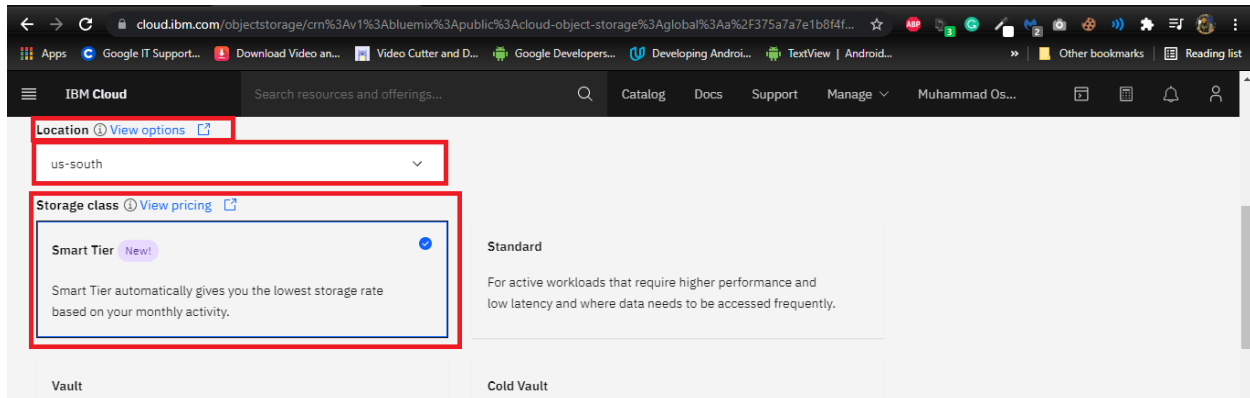 cloud.ibm.com/objectstorage/crn%3Av1%3Abluemix%3Apublic%3Acloud-object-storage%3Aglobal%3Aa%2F375a7a7e1b8f4f...
ABP 3 G 2
Apps Google IT Support... Download Video an... Video Cutter and D... Google Developers... Developing Androi... TextView | Android... » Other bookmarks Reading list
IBM Cloud Search resources and offerings... Catalog Docs Support Manage Muhammad Os...
Location View options
us-south
Storage class View pricing
Smart Tier New!
Smart Tier automatically gives you the lowest storage rate
based on your monthly activity.
Standard
For active workloads that require higher performance and
low latency and where data needs to be accessed frequently.
Vault
Cold Vault